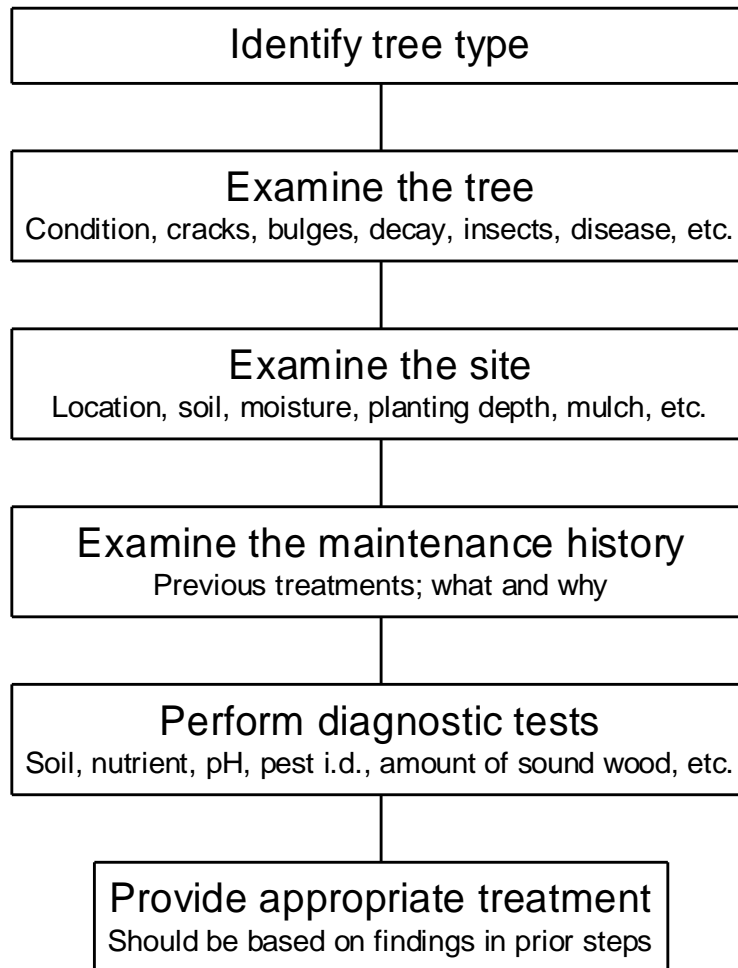 Identify tree type
Examine the tree
Condition, cracks, bulges, decay, insects, disease, etc.
Examine the site
Location, soil, moisture, planting depth, mulch, etc.
Examine the maintenance history
Previous treatments; what and why
Perform diagnostic tests
Soil, nutrient, pH, pest i.d., amount of sound wood, etc.
Provide appropriate treatment
Should be based on findings in prior steps